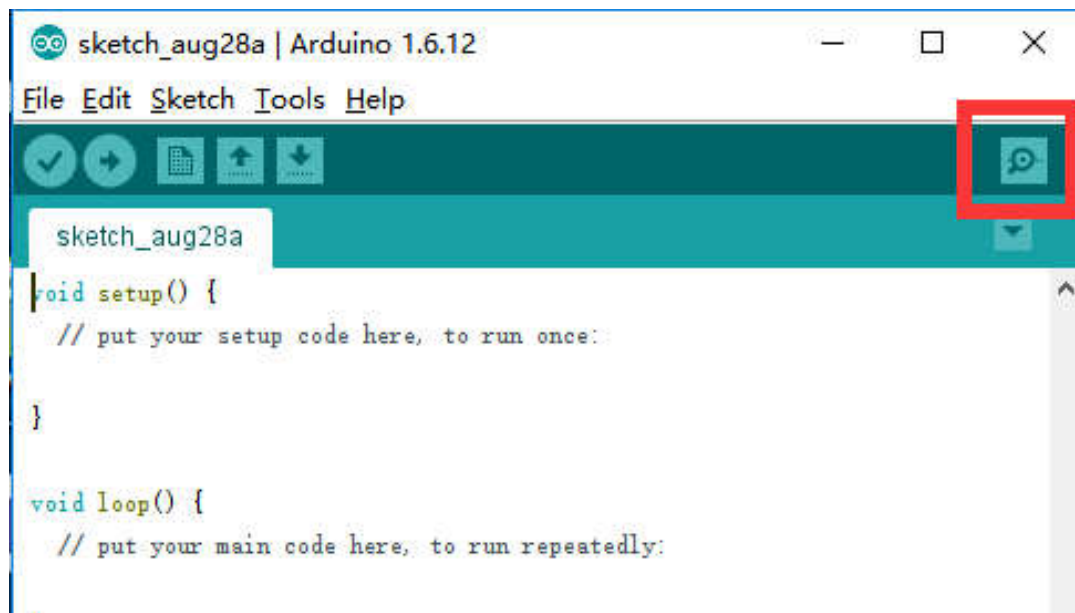 sketch_aug28a | Arduino 1.6.12
File Edit Sketch Tools Help
sketch_aug28a
void setup() {
// put your setup code here, to run once:
}
void loop() {
// put your main code here, to run repeatedly: